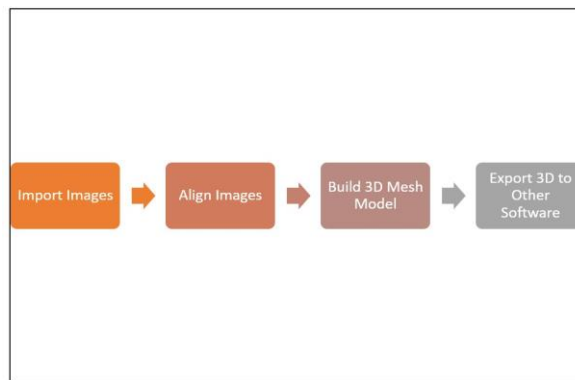 Import Images
Align Images
Build 3D Mesh
Model
Export 3D to
Other
Software